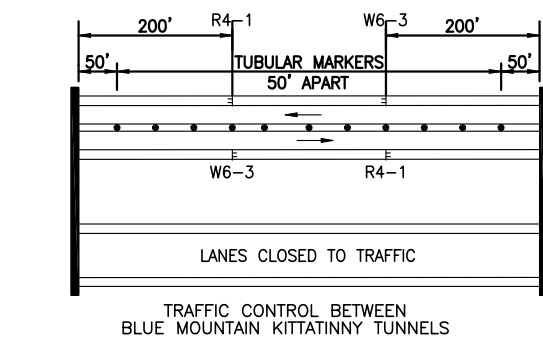 R4-1 W6-3
200' 200'
50' TUBULAR MARKERS 50'
50' APART
W6-3 R4-1
LANES CLOSED TO TRAFFIC
TRAFFIC CONTROL BETWEEN
BLUE MOUNTAIN KITTATINNY TUNNELS